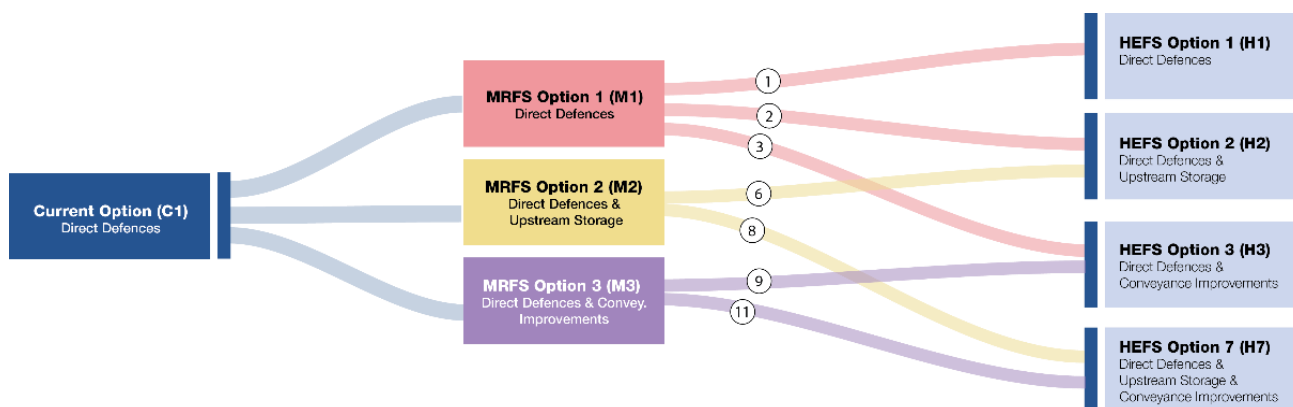 Current Option (C1)
Direct Defences
MRFS Option 1 (M1)
Direct Defences
MRFS Option 2 (M2)
Direct Defences &
Upstream Storage
MRFS Option 3 (M3)
Direct Defences & Convey.
Improvements
1
2
3
6
8
9
11
HEFS Option 1 (H1)
Direct Defences
HEFS Option 2 (H2)
Direct Defences &
Upstream Storage
HEFS Option 3 (H3)
Direct Defences &
Conveyance Improvements
HEFS Option 7 (H7)
Direct Defences &
Upstream Storage &
Conveyance Improvements